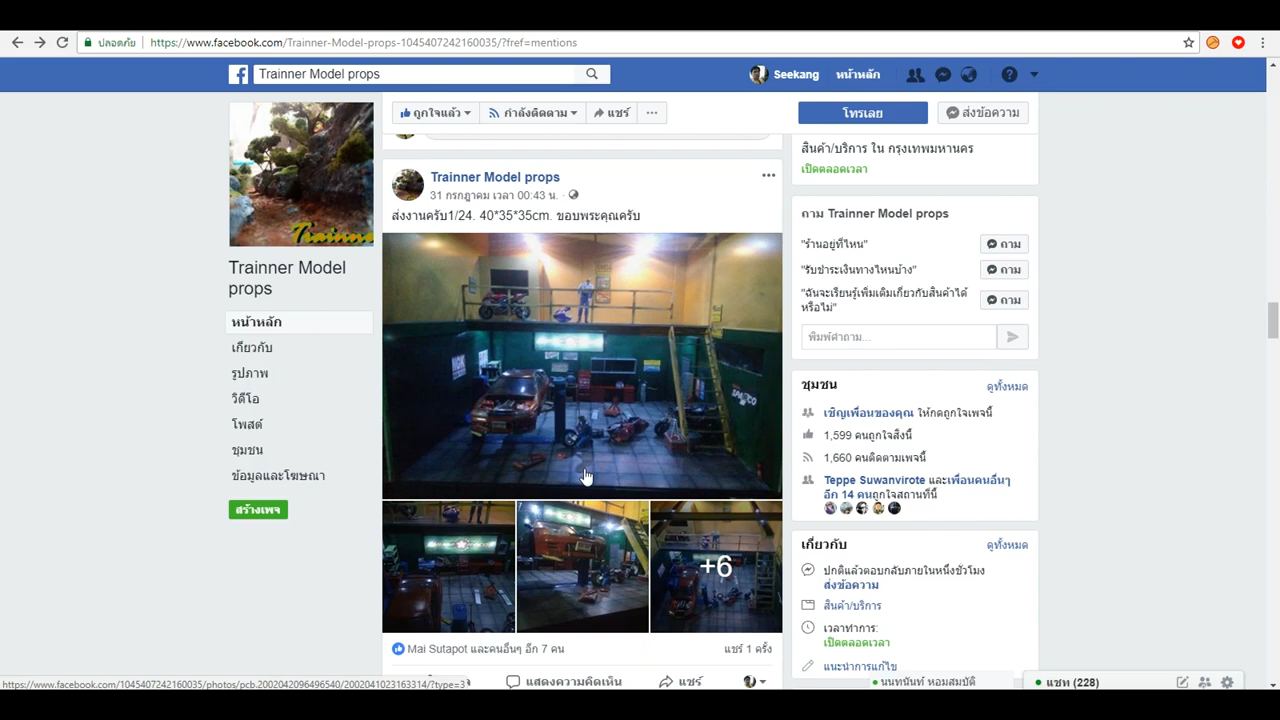 ปลอดภัย
https://www.facebook.com/Trainner-Model-props-1045407242160035/?fref=mentions
Trainner Model props
Seekang
หน้าหลัก
ถูกใจแล้ว
กำลังติดตาม
แชร์
โทรเลย
ส่งข้อความ
Trainner Model props
หน้าหลัก
เกี่ยวกับ
รูปภาพ
วิดีโอ
โพสต์
ชุมชน
ข้อมูลและโฆษณา
สร้างเพจ
Trainner Model props
31 กรกฎาคม เวลา 00:43 น.
ส่งงานครับ1/24. 40*35*35cm. ขอบพระคุณครับ
NGK
+6
Mai Sutapot และคนอื่นๆ อีก 7 คน
แชร์ 1 ครั้ง
แสดงความคิดเห็น
แชร์
สินค้า/บริการ ใน กรุงเทพมหานคร
เปิดตลอดเวลา
ถาม Trainner Model props
"ร้านอยู่ที่ไหน"
ถาม
"รับชำระเงินทางไหนบ้าง"
ถาม
"ฉันจะเรียนรู้เพิ่มเติมเกี่ยวกับสินค้าได้
หรือไม่"
ถาม
พิมพ์คำถาม...
ชุมชน
ดูทั้งหมด
เชิญเพื่อนของคุณ ให้กดถูกใจเพจนี้
1,599 คนถูกใจสิ่งนี้
1,660 คนติดตามเพจนี้
Teppe Suwanvirote และเพื่อนคนอื่นๆ
อีก 14 คนถูกใจสถานที่นี้
เกี่ยวกับ
ดูทั้งหมด
ปกติแล้วตอบกลับภายในหนึ่งชั่วโมง
ส่งข้อความ
สินค้า/บริการ
เวลาทำการ:
เปิดตลอดเวลา
แนะนำการแก้ไข
นนทนันท์ หอมสมบัติ
แชท (228)
https://www.facebook.com/1045407242160035/photos/pcb.2002042096496540/2002041023163314/?type=3